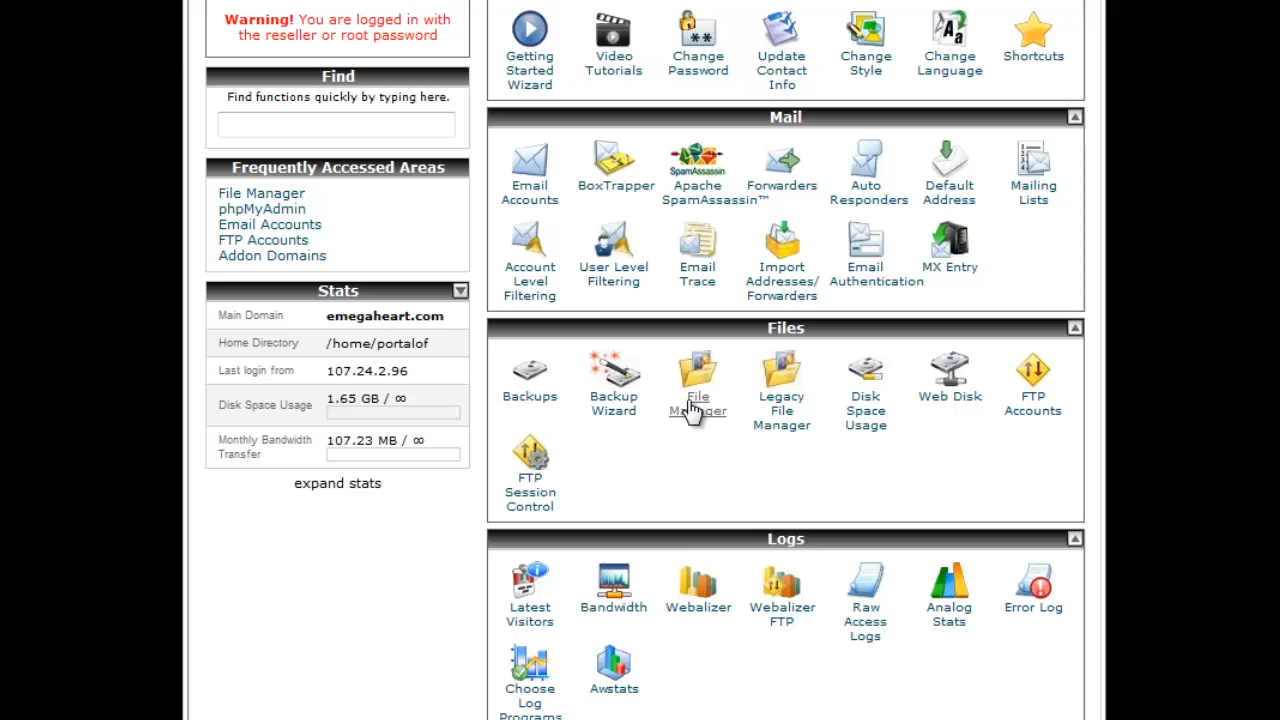 Warning! You are logged in with
the reseller or root password
Find
Find functions quickly by typing here.
Frequently Accessed Areas
File Manager
phpMyAdmin
Email Accounts
FTP Accounts
Addon Domains
Stats
Main Domain emegaheart.com
Home Directory /home/portalof
Last login from 107.24.2.96
Disk Space Usage 1.65 GB / ∞
Monthly Bandwidth
Transfer
107.23 MB / ∞
expand stats
Getting
Started
Wizard
Video
Tutorials
Change
Password
Update
Contact
Info
Change
Style
Change
Language
Shortcuts
Mail
Email
Accounts
BoxTrapper
Apache
SpamAssassin™
Forwarders
Auto
Responders
Default
Address
Mailing
Lists
Account
Level
Filtering
User Level
Filtering
Email
Trace
Import
Addresses/
Forwarders
Email
Authentication
MX Entry
Files
Backups
Backup
Wizard
File
Manager
Legacy
File
Manager
Disk
Space
Usage
Web Disk
FTP
Accounts
FTP
Session
Control
Logs
Latest
Visitors
Bandwidth
Webalizer
Webalizer
FTP
Raw
Access
Logs
Analog
Stats
Error Log
Choose
Log
Programs
Awstats